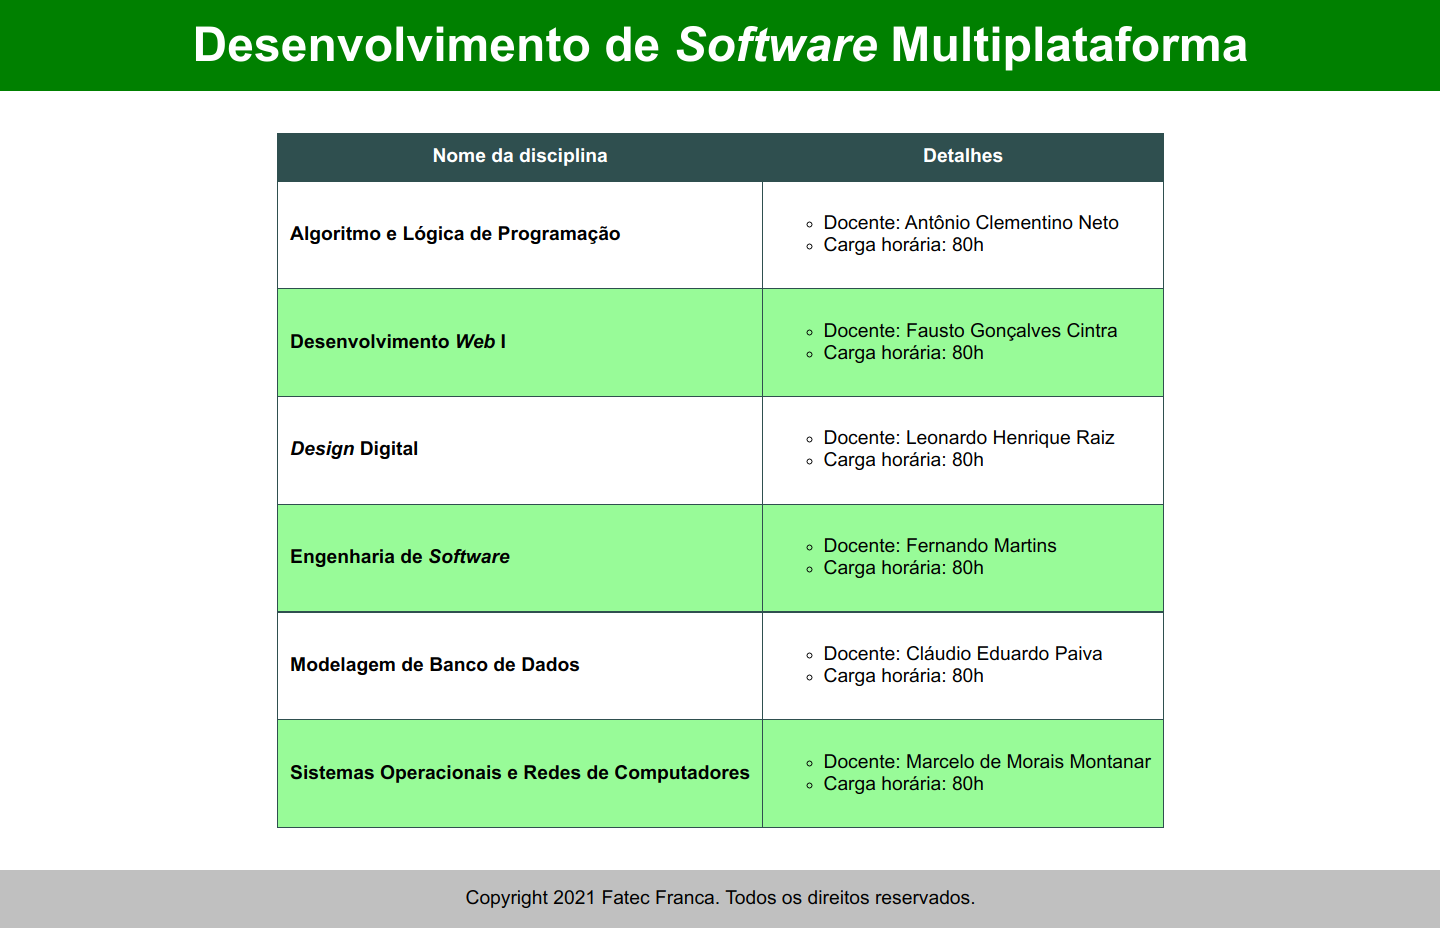 Desenvolvimento de Software Multiplataforma
Nome da disciplina
Detalhes
Algoritmo e Lógica de Programação
Docente: Antônio Clementino Neto
Carga horária: 80h
Desenvolvimento Web I
Docente: Fausto Gonçalves Cintra
Carga horária: 80h
Design Digital
Docente: Leonardo Henrique Raiz
Carga horária: 80h
Engenharia de Software
Docente: Fernando Martins
Carga horária: 80h
Modelagem de Banco de Dados
Docente: Cláudio Eduardo Paiva
Carga horária: 80h
Sistemas Operacionais e Redes de Computadores
Docente: Marcelo de Morais Montanar
Carga horária: 80h
Copyright 2021 Fatec Franca. Todos os direitos reservados.